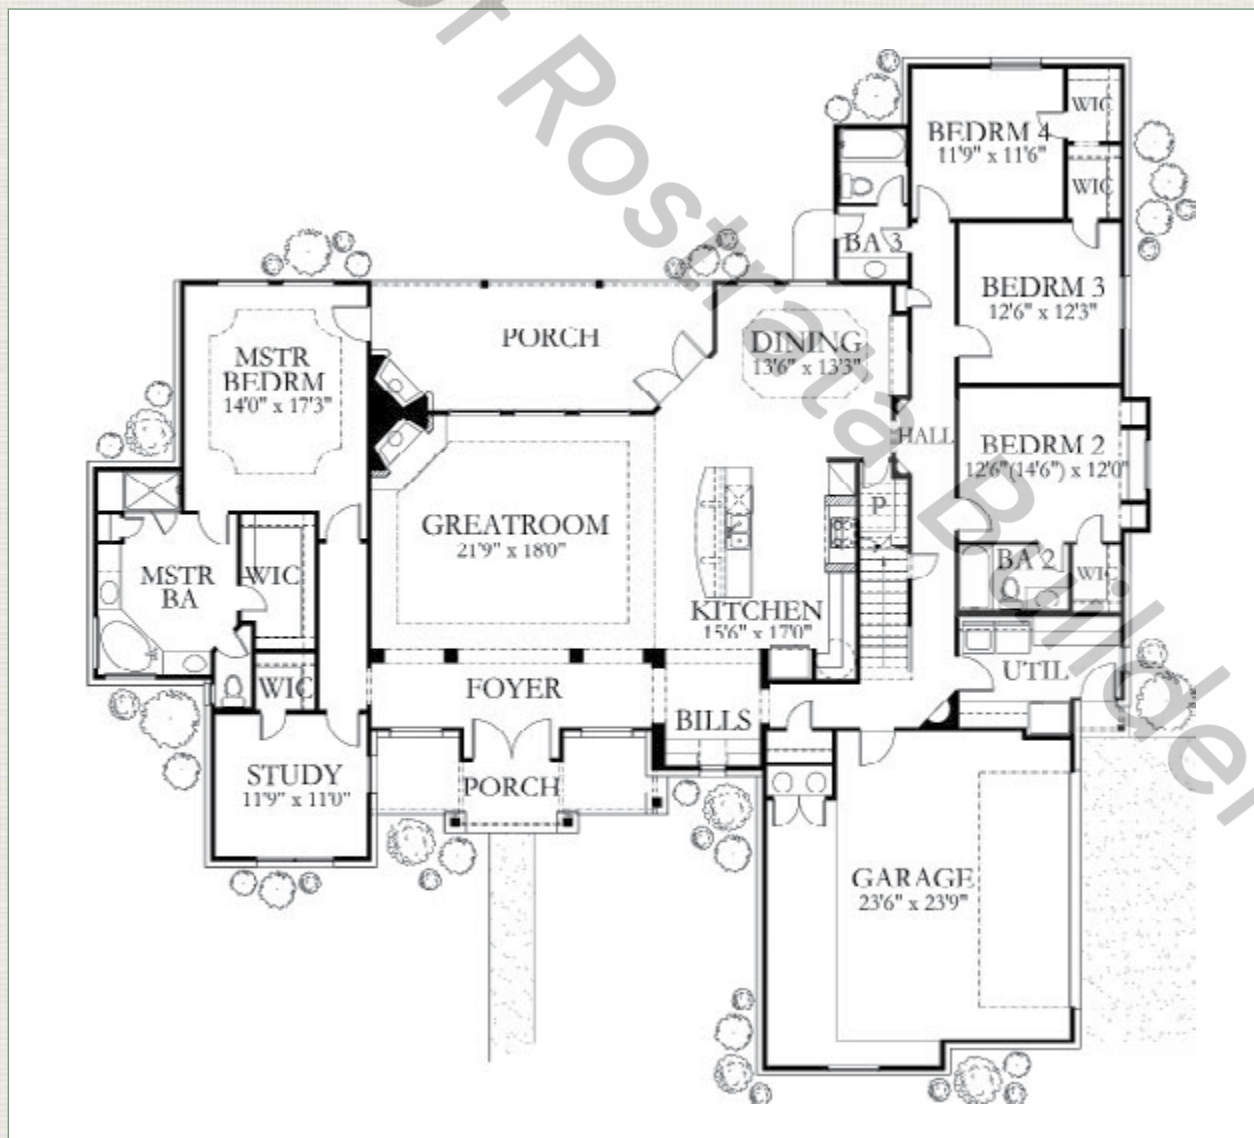 of Rostrata Builder
WIC
BEDRM 4
11'9" x 11'6"
WIC
BA 3
BEDRM 3
12'6" x 12'3"
PORCH
DINING
13'6" x 13'3"
MSTR
BEDRM
14'0" x 17'3"
HALL
BEDRM 2
12'6"(14'6") x 12'0"
P
GREATROOM
21'9" x 18'0"
MSTR
BA
WIC
BA 2
WIC
KITCHEN
15'6" x 17'0"
UTIL
WIC
FOYER
BILLS
STUDY
11'9" x 11'0"
PORCH
GARAGE
23'6" x 23'9"